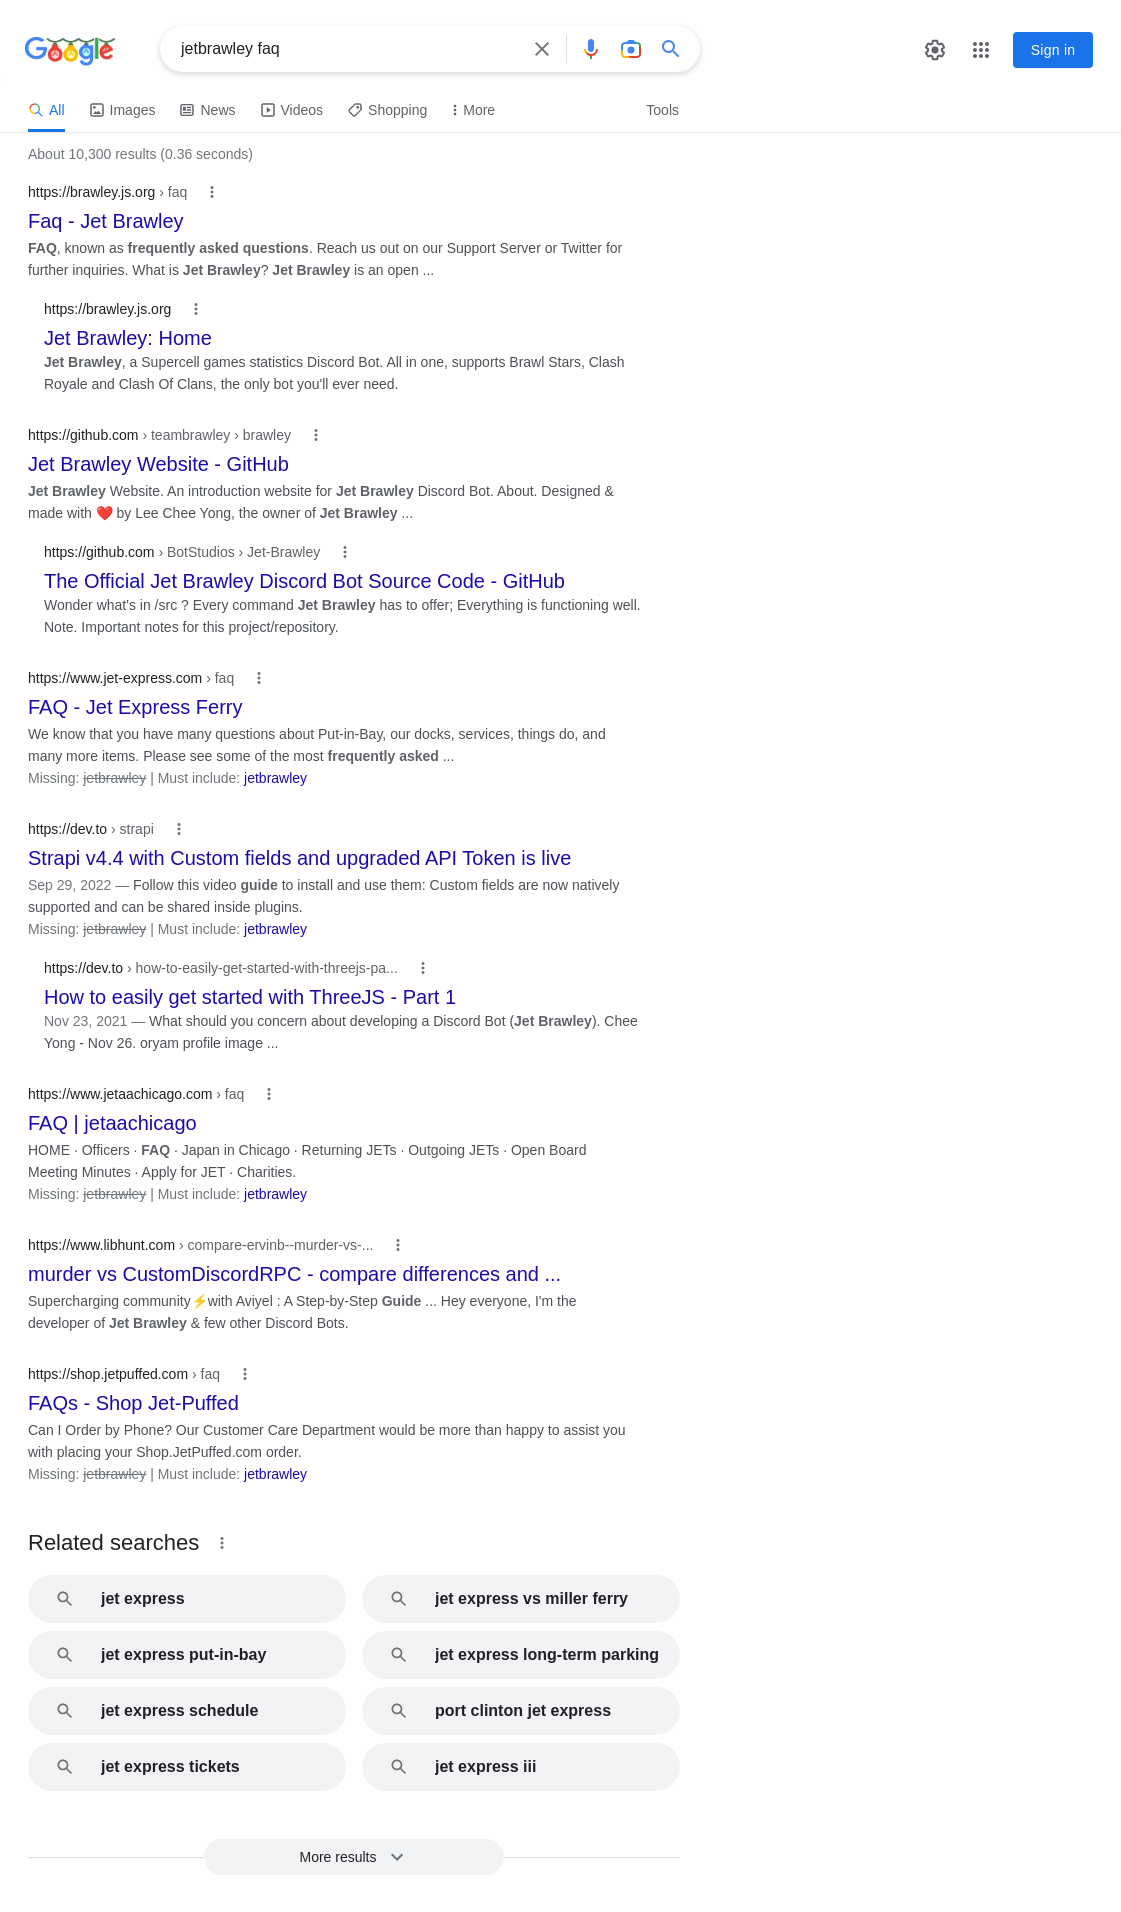 Google
jetbrawley faq
Sign in
All
Images
News
Videos
Shopping
More
Tools
About 10,300 results (0.36 seconds)
https://brawley.js.org › faq
Faq - Jet Brawley
FAQ, known as frequently asked questions. Reach us out on our Support Server or Twitter for
further inquiries. What is Jet Brawley? Jet Brawley is an open ...
https://brawley.js.org
Jet Brawley: Home
Jet Brawley, a Supercell games statistics Discord Bot. All in one, supports Brawl Stars, Clash
Royale and Clash Of Clans, the only bot you'll ever need.
https://github.com › teambrawley › brawley
Jet Brawley Website - GitHub
Jet Brawley Website. An introduction website for Jet Brawley Discord Bot. About. Designed &
made with ❤️ by Lee Chee Yong, the owner of Jet Brawley ...
https://github.com › BotStudios › Jet-Brawley
The Official Jet Brawley Discord Bot Source Code - GitHub
Wonder what's in /src ? Every command Jet Brawley has to offer; Everything is functioning well.
Note. Important notes for this project/repository.
https://www.jet-express.com › faq
FAQ - Jet Express Ferry
We know that you have many questions about Put-in-Bay, our docks, services, things do, and
many more items. Please see some of the most frequently asked ...
Missing: jetbrawley | Must include: jetbrawley
https://dev.to › strapi
Strapi v4.4 with Custom fields and upgraded API Token is live
Sep 29, 2022 — Follow this video guide to install and use them: Custom fields are now natively
supported and can be shared inside plugins.
Missing: jetbrawley | Must include: jetbrawley
https://dev.to › how-to-easily-get-started-with-threejs-pa...
How to easily get started with ThreeJS - Part 1
Nov 23, 2021 — What should you concern about developing a Discord Bot (Jet Brawley). Chee
Yong - Nov 26. oryam profile image ...
https://www.jetaachicago.com › faq
FAQ | jetaachicago
HOME · Officers · FAQ · Japan in Chicago · Returning JETs · Outgoing JETs · Open Board
Meeting Minutes · Apply for JET · Charities.
Missing: jetbrawley | Must include: jetbrawley
https://www.libhunt.com › compare-ervinb--murder-vs-...
murder vs CustomDiscordRPC - compare differences and ...
Supercharging community⚡with Aviyel : A Step-by-Step Guide ... Hey everyone, I'm the
developer of Jet Brawley & few other Discord Bots.
https://shop.jetpuffed.com › faq
FAQs - Shop Jet-Puffed
Can I Order by Phone? Our Customer Care Department would be more than happy to assist you
with placing your Shop.JetPuffed.com order.
Missing: jetbrawley | Must include: jetbrawley
Related searches
jet express
jet express vs miller ferry
jet express put-in-bay
jet express long-term parking
jet express schedule
port clinton jet express
jet express tickets
jet express iii
More results